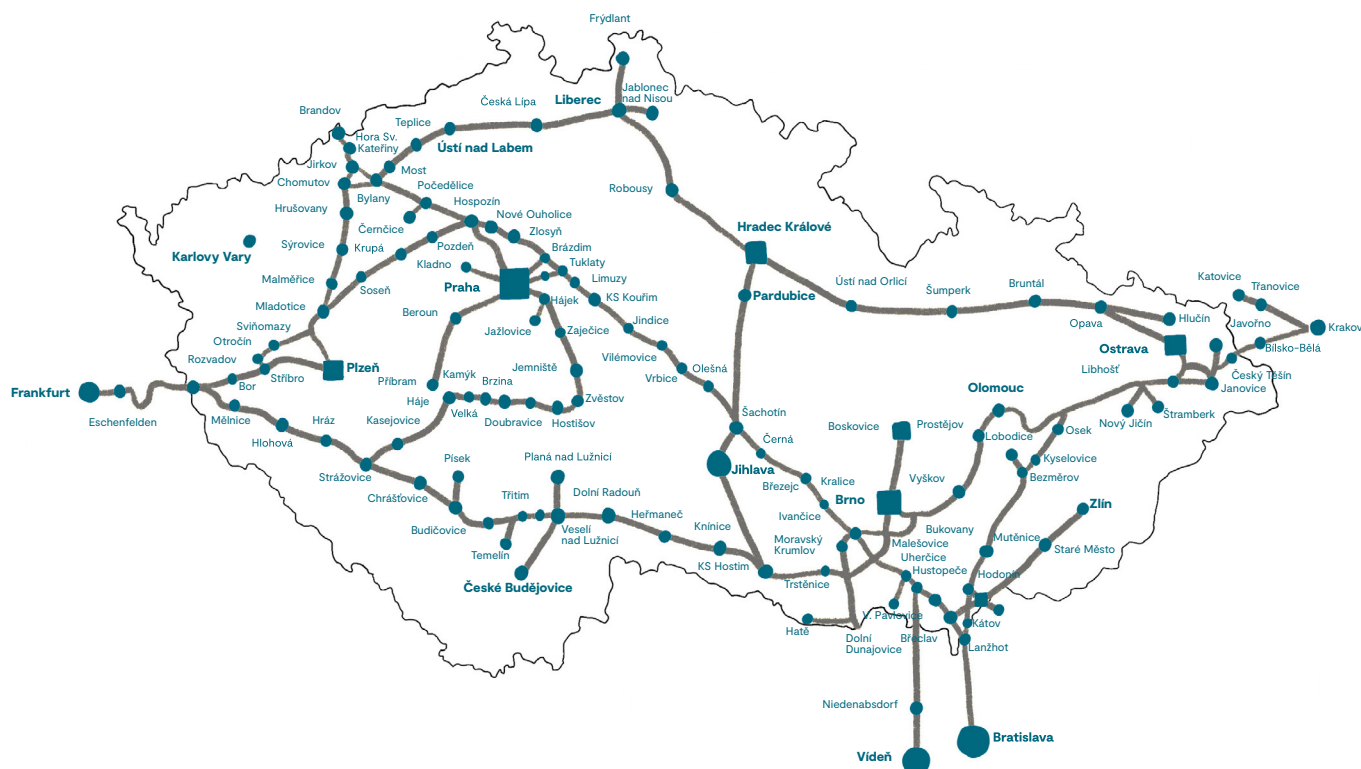 Frýdlant
Jablonec
nad Nisou
Liberec
Česká Lípa
Teplice
Ústí nad Labem
Brandov
Hora Sv.
Kateřiny
Jirkov
Most
Chomutov
Bylany
Počedělice
Hrušovany
Černčice
Hospozín
Nové Ouholice
Zlosyň
Robousy
Hradec Králové
Karlovy Vary
Sýrovice
Krupá
Pozdeň
Kladno
Brázdim
Tuklaty
Limuzy
Malměřice
Soseň
Praha
Hájek
KS Kouřim
Pardubice
Ústí nad Orlicí
Šumperk
Bruntál
Katovice
Třanovice
Mladotice
Beroun
Jažlovice
Zaječice
Jindice
Opava
Hlučín
Javořno
Krakov
Sviňomazy
Otročín
Rozvadov
Bor
Stříbro
Plzeň
Vilémovice
Ostrava
Bílsko-Bělá
Libhošť
Český Těšín
Janovice
Frankfurt
Eschenfelden
Příbram
Kamýk
Háje
Velká
Brzina
Jemniště
Vrbice
Olešná
Doubravice
Zvěstov
Hostišov
Olomouc
Nový Jičín
Štramberk
Mělnice
Hlohová
Hráz
Kasejovice
Šachotín
Boskovice
Prostějov
Lobodice
Osek
Černá
Kyselovice
Bezměrov
Strážovice
Chrášťovice
Písek
Planá nad Lužnicí
Jihlava
Březejc
Kralice
Vyškov
Brno
Zlín
Budičovice
Třitim
Dolní Radouň
Heřmaneč
Ivančice
Bukovany
Temelín
Veselí
nad Lužnicí
Knínice
Moravský
Krumlov
Malešovice
Mutěnice
Staré Město
České Budějovice
KS Hostim
Trstěnice
Uherčice
Hustopeče
Hodonín
V. Pavlovice
Hatě
Dolní
Dunajovice
Břeclav
Kátov
Lanžhot
Niedenabsdorf
Vídeň
Bratislava